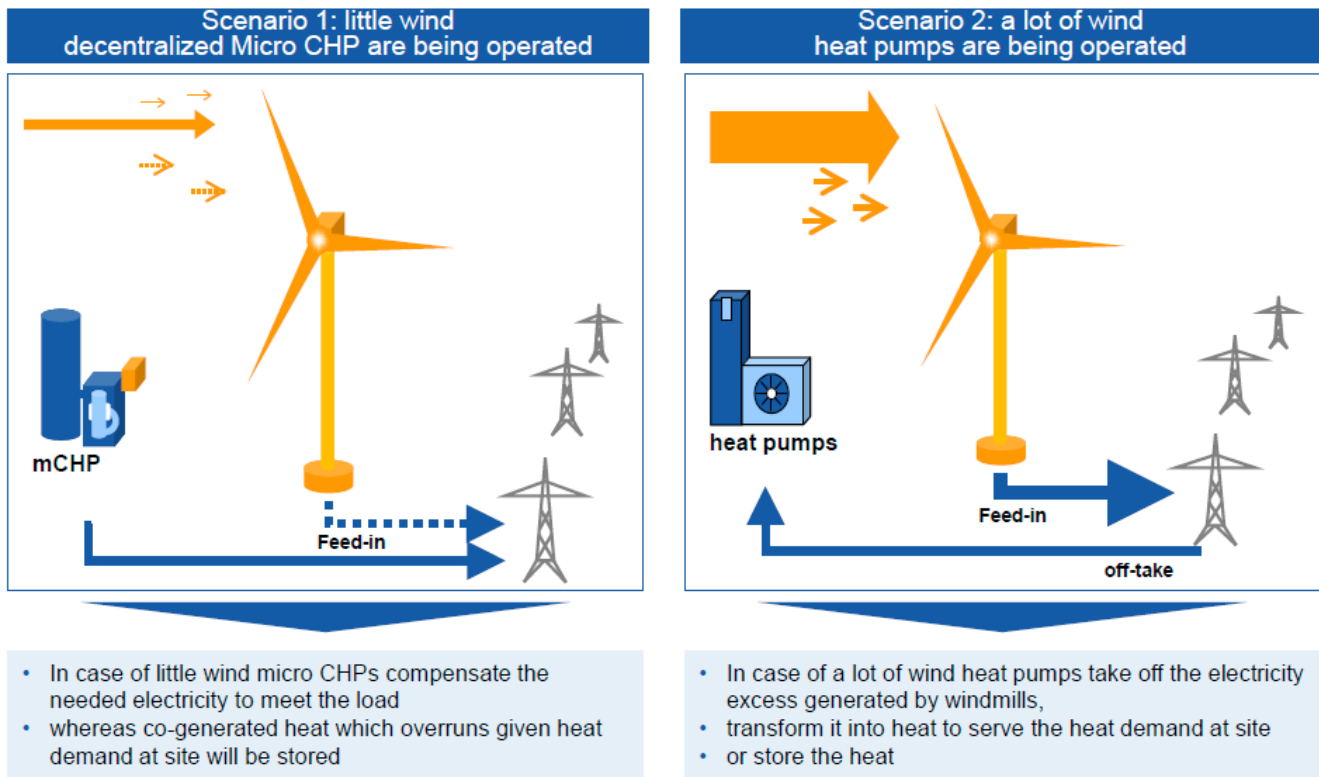 Scenario 1: little wind
decentralized Micro CHP are being operated
mCHP
Feed-in
• In case of little wind micro CHPs compensate the
needed electricity to meet the load
• whereas co-generated heat which overruns given heat
demand at site will be stored
Scenario 2: a lot of wind
heat pumps are being operated
heat pumps
Feed-in
off-take
• In case of a lot of wind heat pumps take off the electricity
excess generated by windmills,
• transform it into heat to serve the heat demand at site
• or store the heat